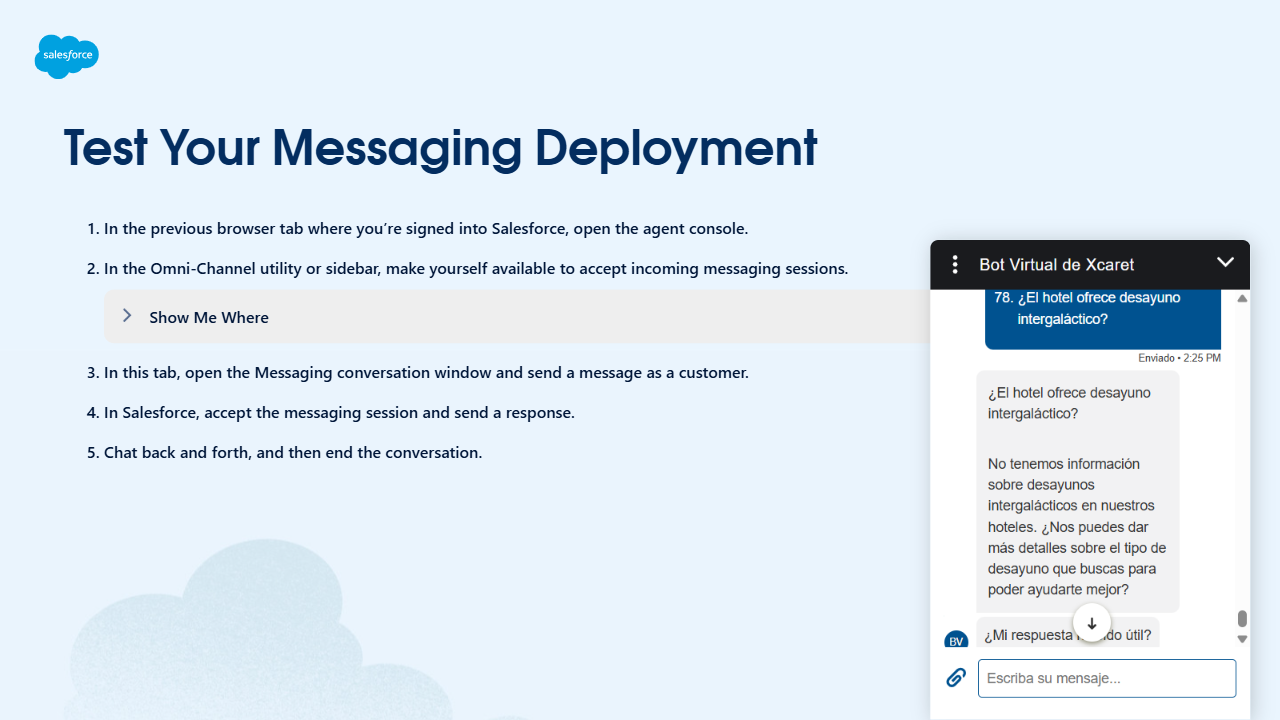 salesforce
Test Your Messaging Deployment
1. In the previous browser tab where you’re signed into Salesforce, open the agent console.
2. In the Omni-Channel utility or sidebar, make yourself available to accept incoming messaging sessions.
Show Me Where
3. In this tab, open the Messaging conversation window and send a message as a customer.
4. In Salesforce, accept the messaging session and send a response.
5. Chat back and forth, and then end the conversation.
Bot Virtual de Xcaret
78. ¿El hotel ofrece desayuno
intergaláctico?
Enviado • 2:25 PM
¿El hotel ofrece desayuno
intergaláctico?
No tenemos información
sobre desayunos
intergalácticos en nuestros
hoteles. ¿Nos puedes dar
más detalles sobre el tipo de
desayuno que buscas para
poder ayudarte mejor?
BV
¿Mi respuesta útil?
Escriba su mensaje...